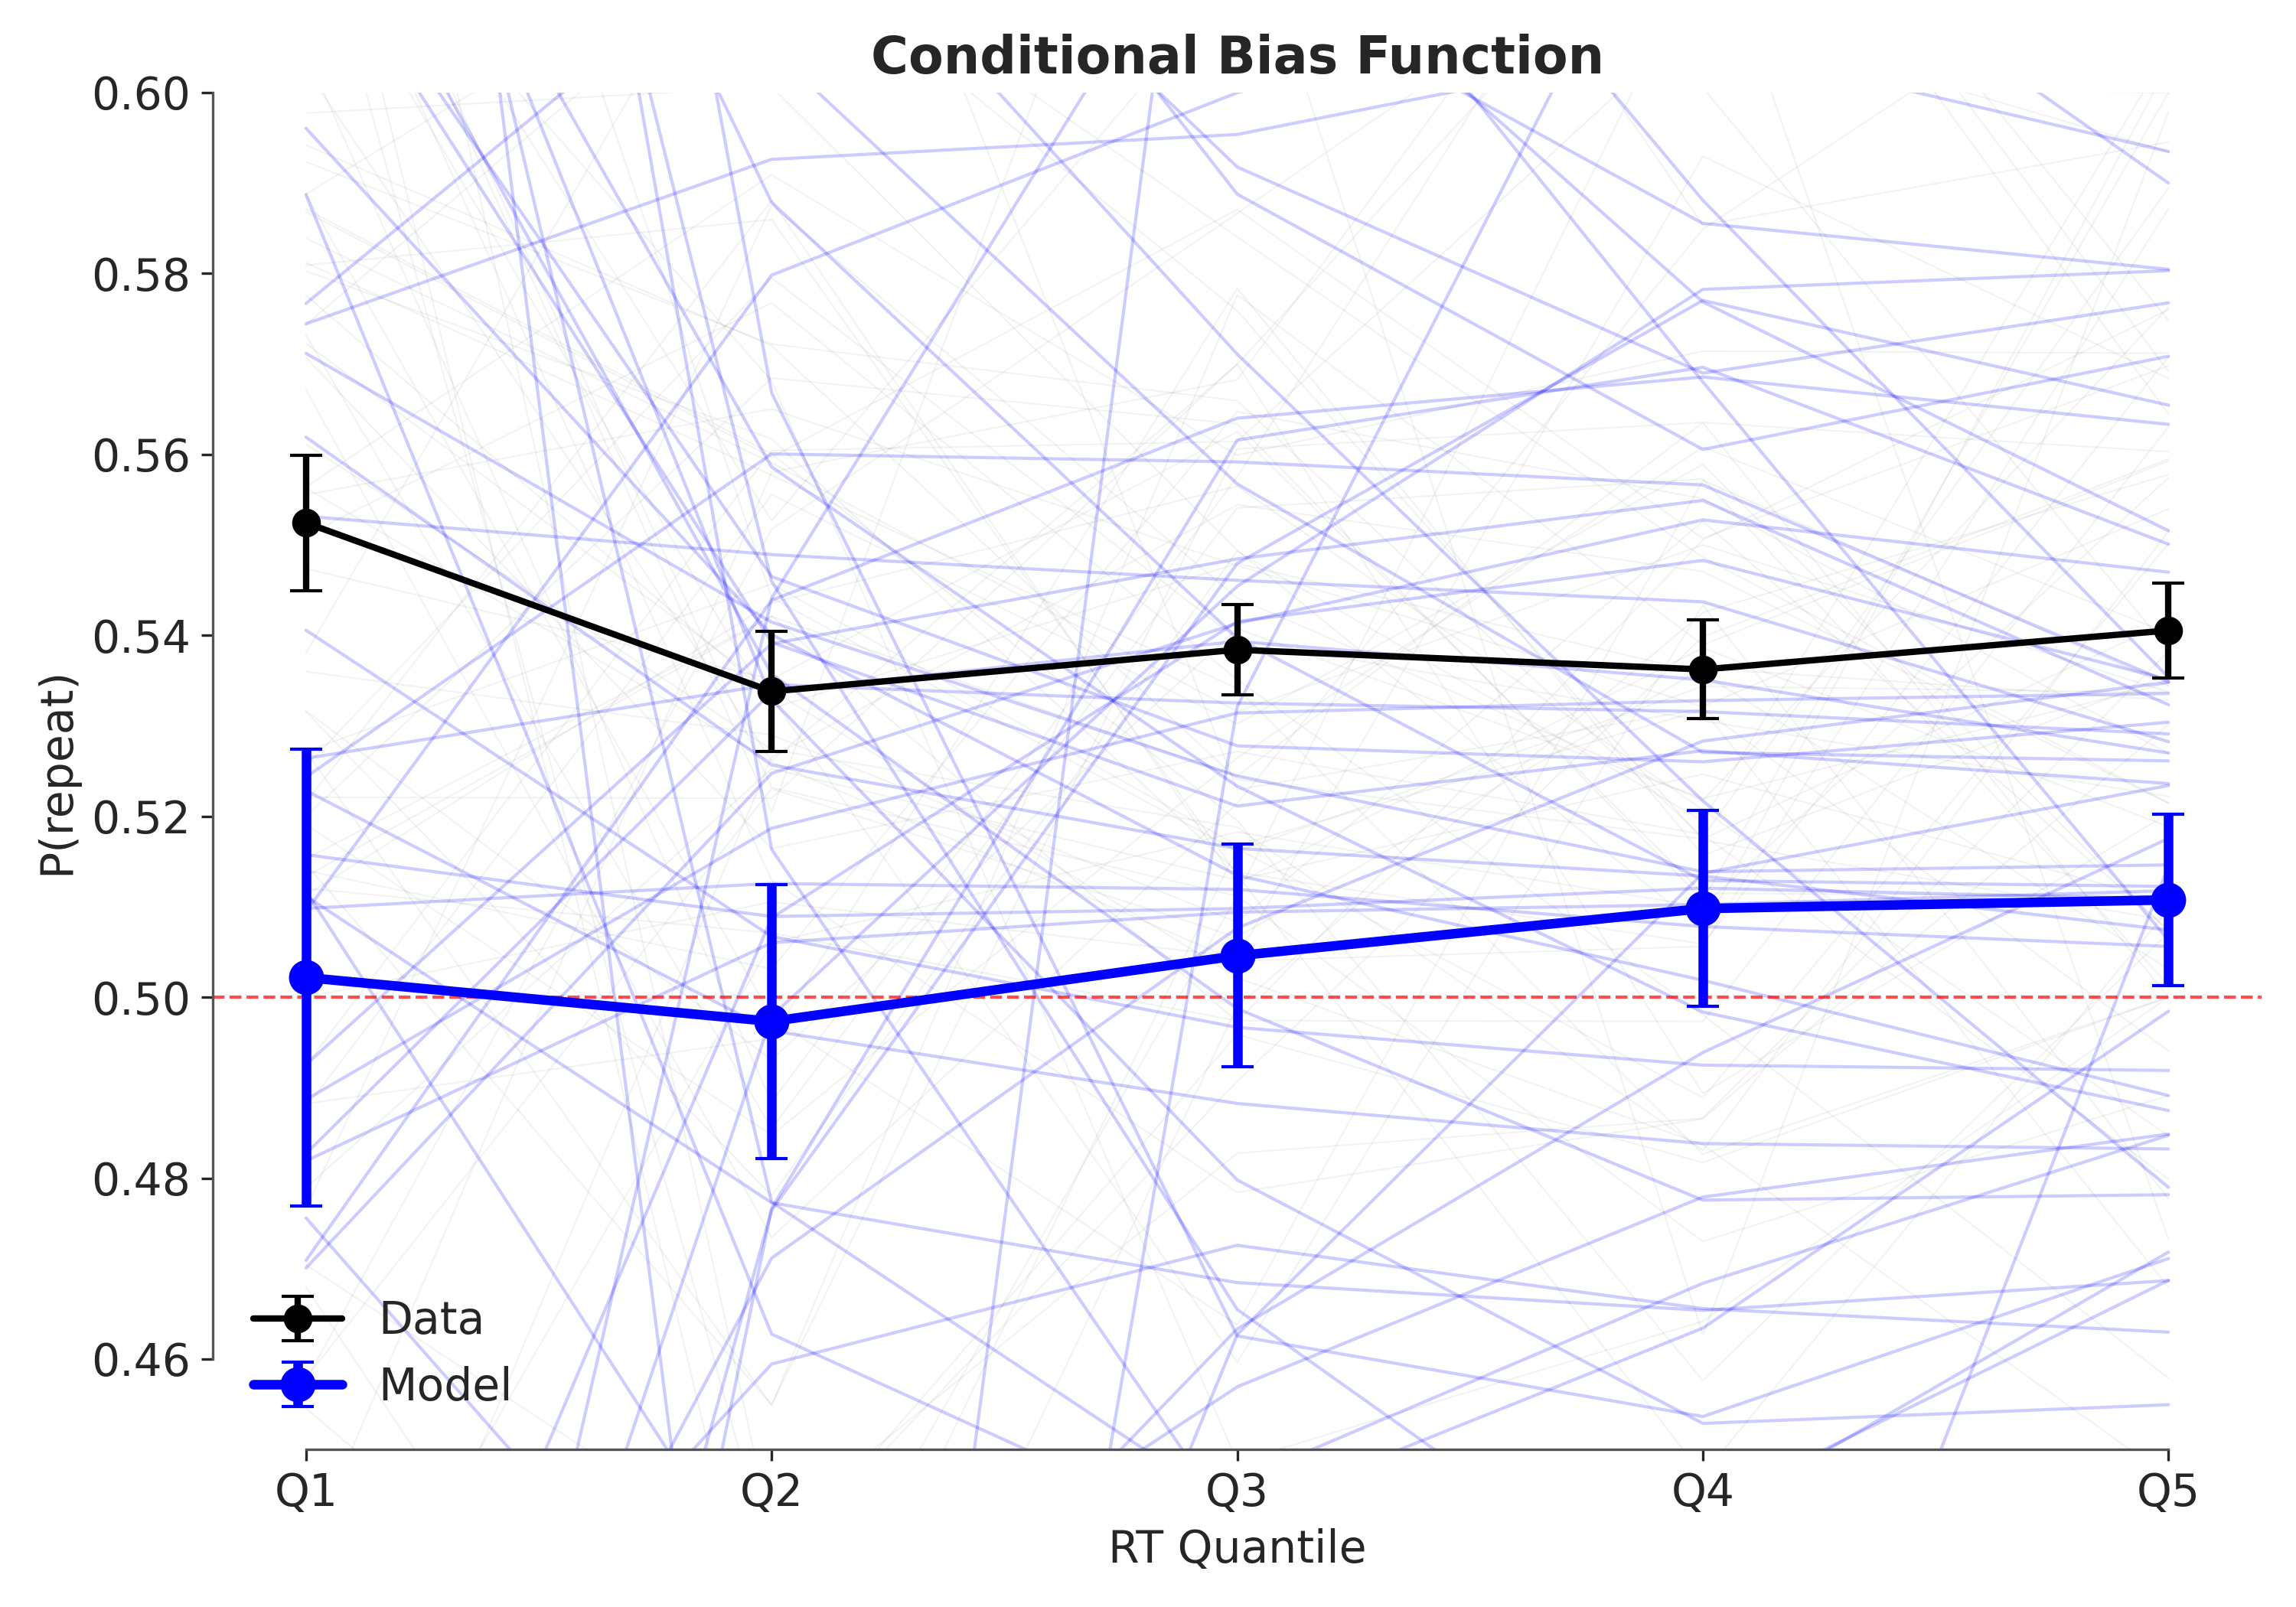 Conditional Bias Function
P(repeat)
0.60
0.58
0.56
0.54
0.52
0.50
0.48
0.46
Data
Model
Q1 Q2 Q3 Q4 Q5
RT Quantile